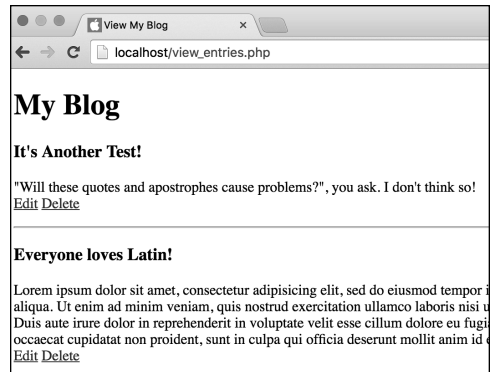 View My Blog
localhost/view_entries.php
My Blog
It's Another Test!
"Will these quotes and apostrophes cause problems?", you ask. I don't think so!
Edit Delete
Everyone loves Latin!
Lorem ipsum dolor sit amet, consectetur adipisicing elit, sed do eiusmod tempor
aliqua. Ut enim ad minim veniam, quis nostrud exercitation ullamco laboris nisi
Duis aute irure dolor in reprehenderit in voluptate velit esse cillum dolore eu
occaecat cupidatat non proident, sunt in culpa qui officia deserunt mollit anim id
Edit Delete